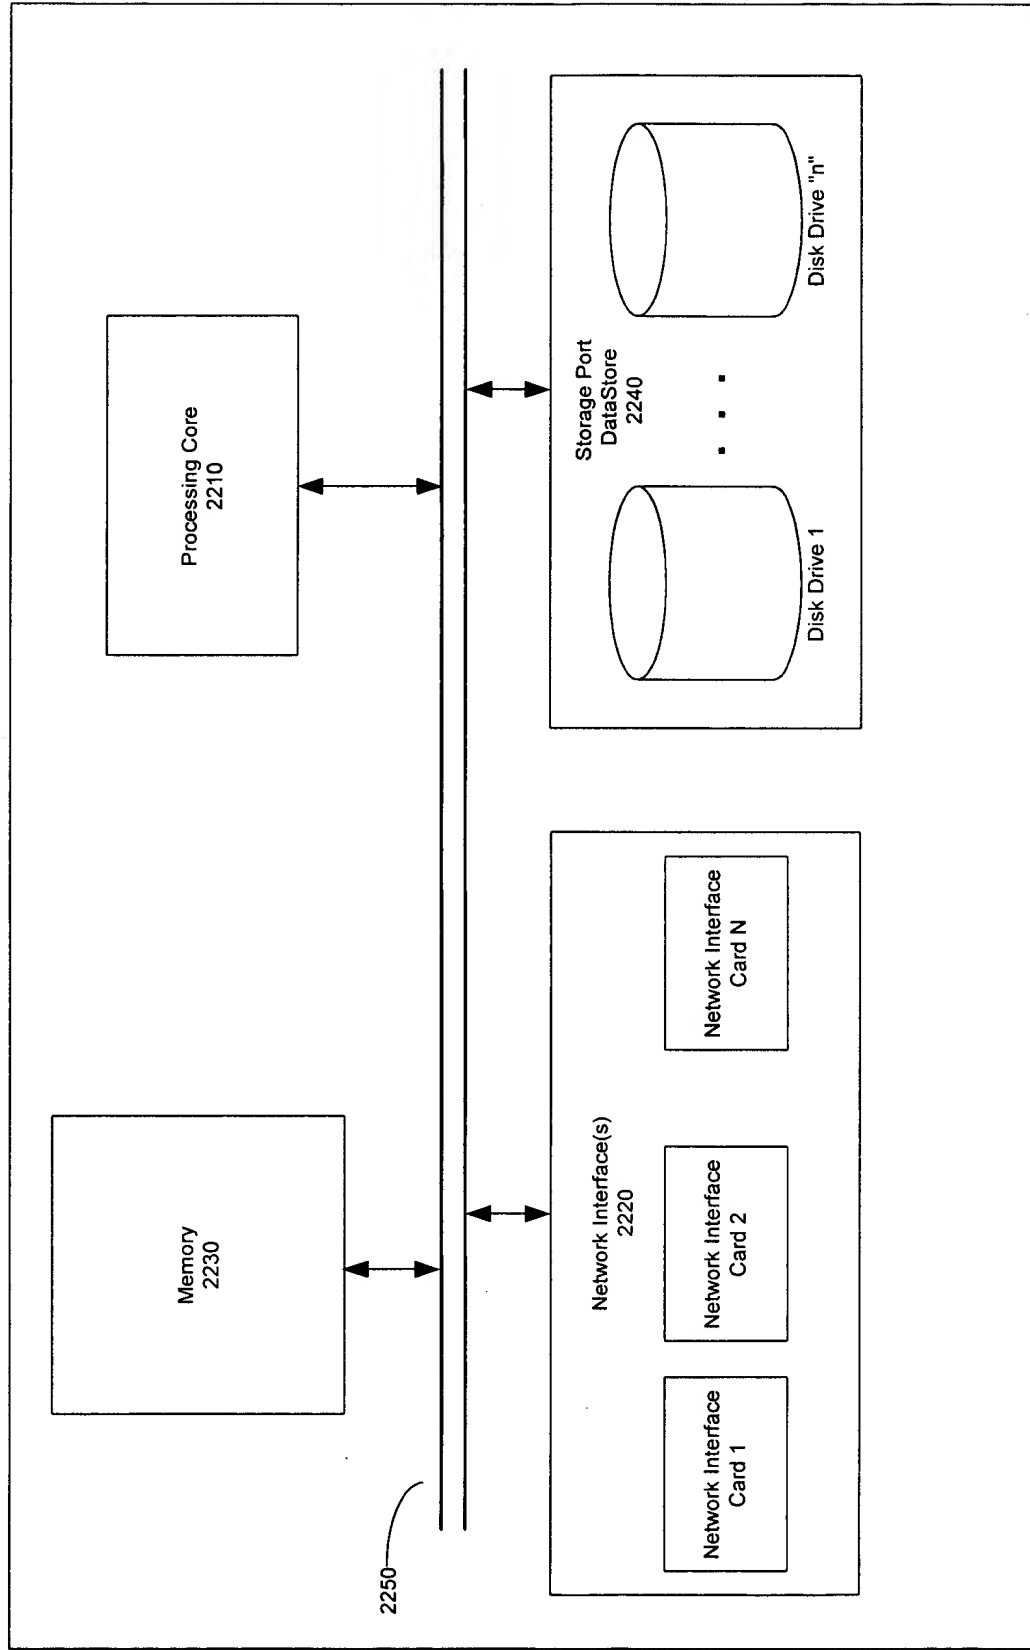 Memory
2230
Processing Core
2210
2250
Network Interface(s)
2220
Network Interface
Card 1
Network Interface
Card 2
Network Interface
Card N
Storage Port
DataStore
2240
Disk Drive 1
Disk Drive "n"